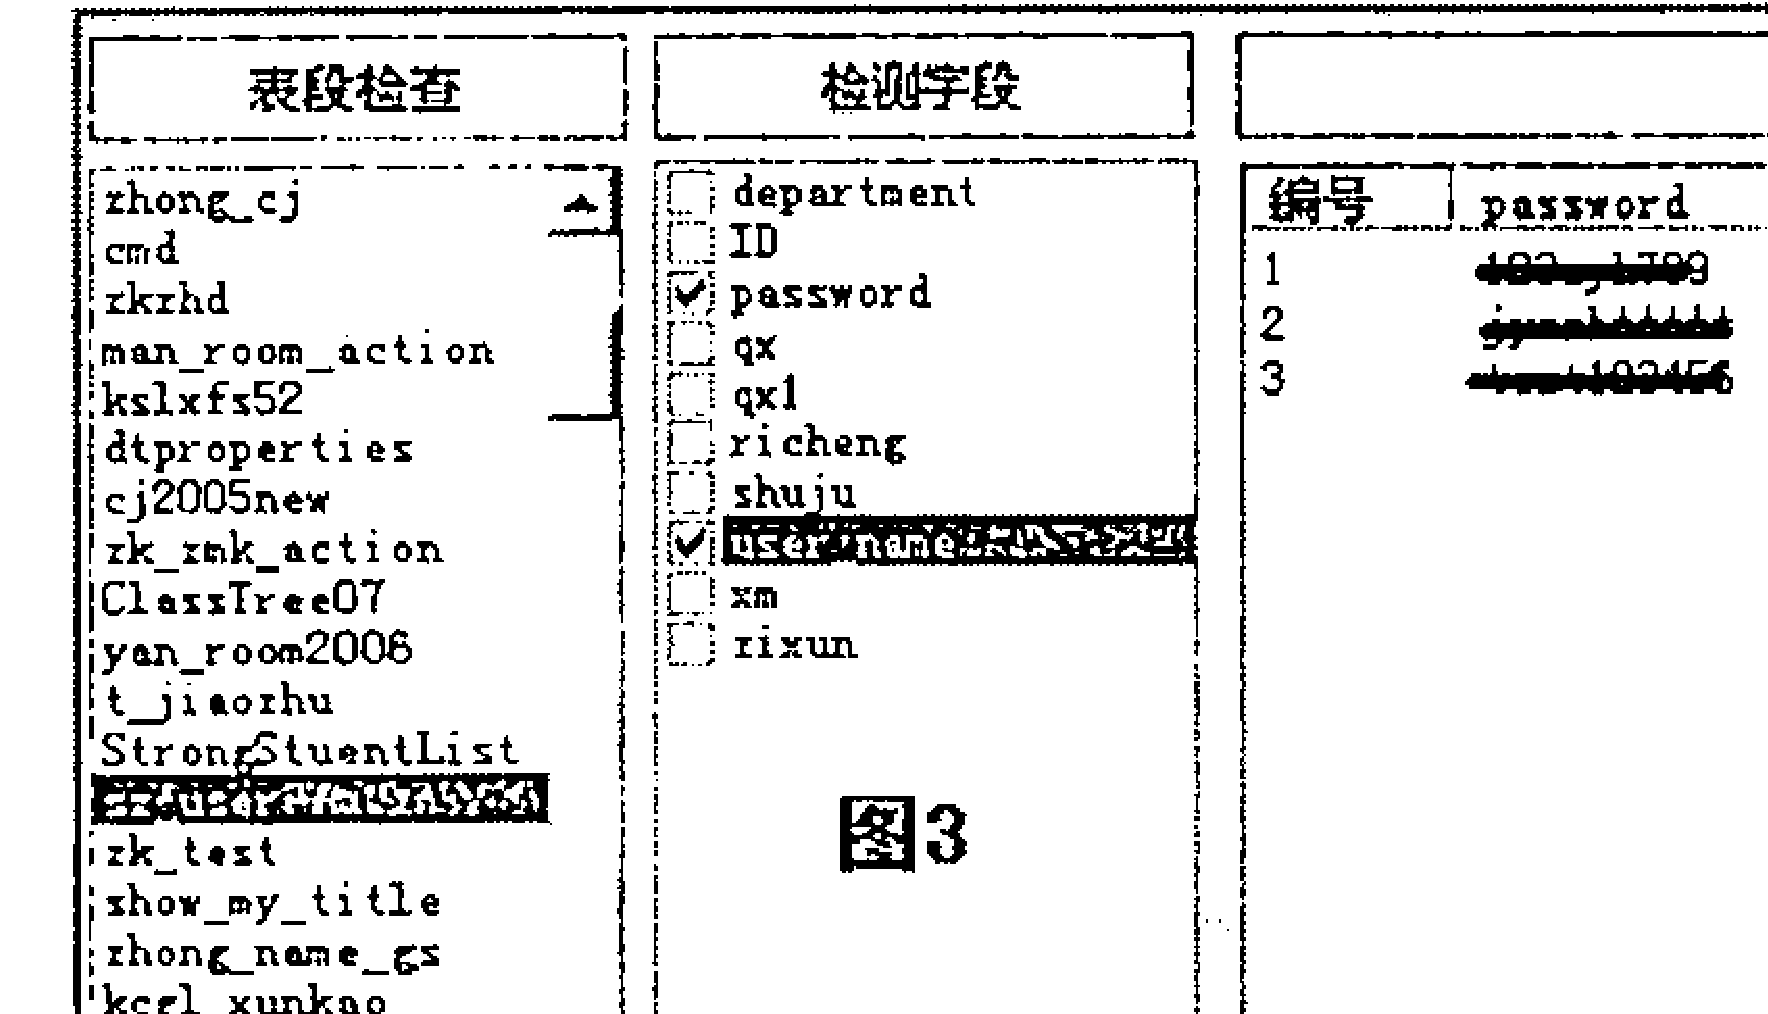 表段检查
zhong_cj
cmd
zkzhd
man_room_action
kslxfs52
dtproperties
cj2005new
zk_zmk_action
ClassTree07
yan_room2006
t_jiaozhu
StrongStuentList
zk_test
show_my_title
zhong_name_gs
kcgl_xunkao
检测字段
department
ID
password
qx
qx1
richeng
shuju
user_name
xm
zixun
图3
编号 password
1
2
3